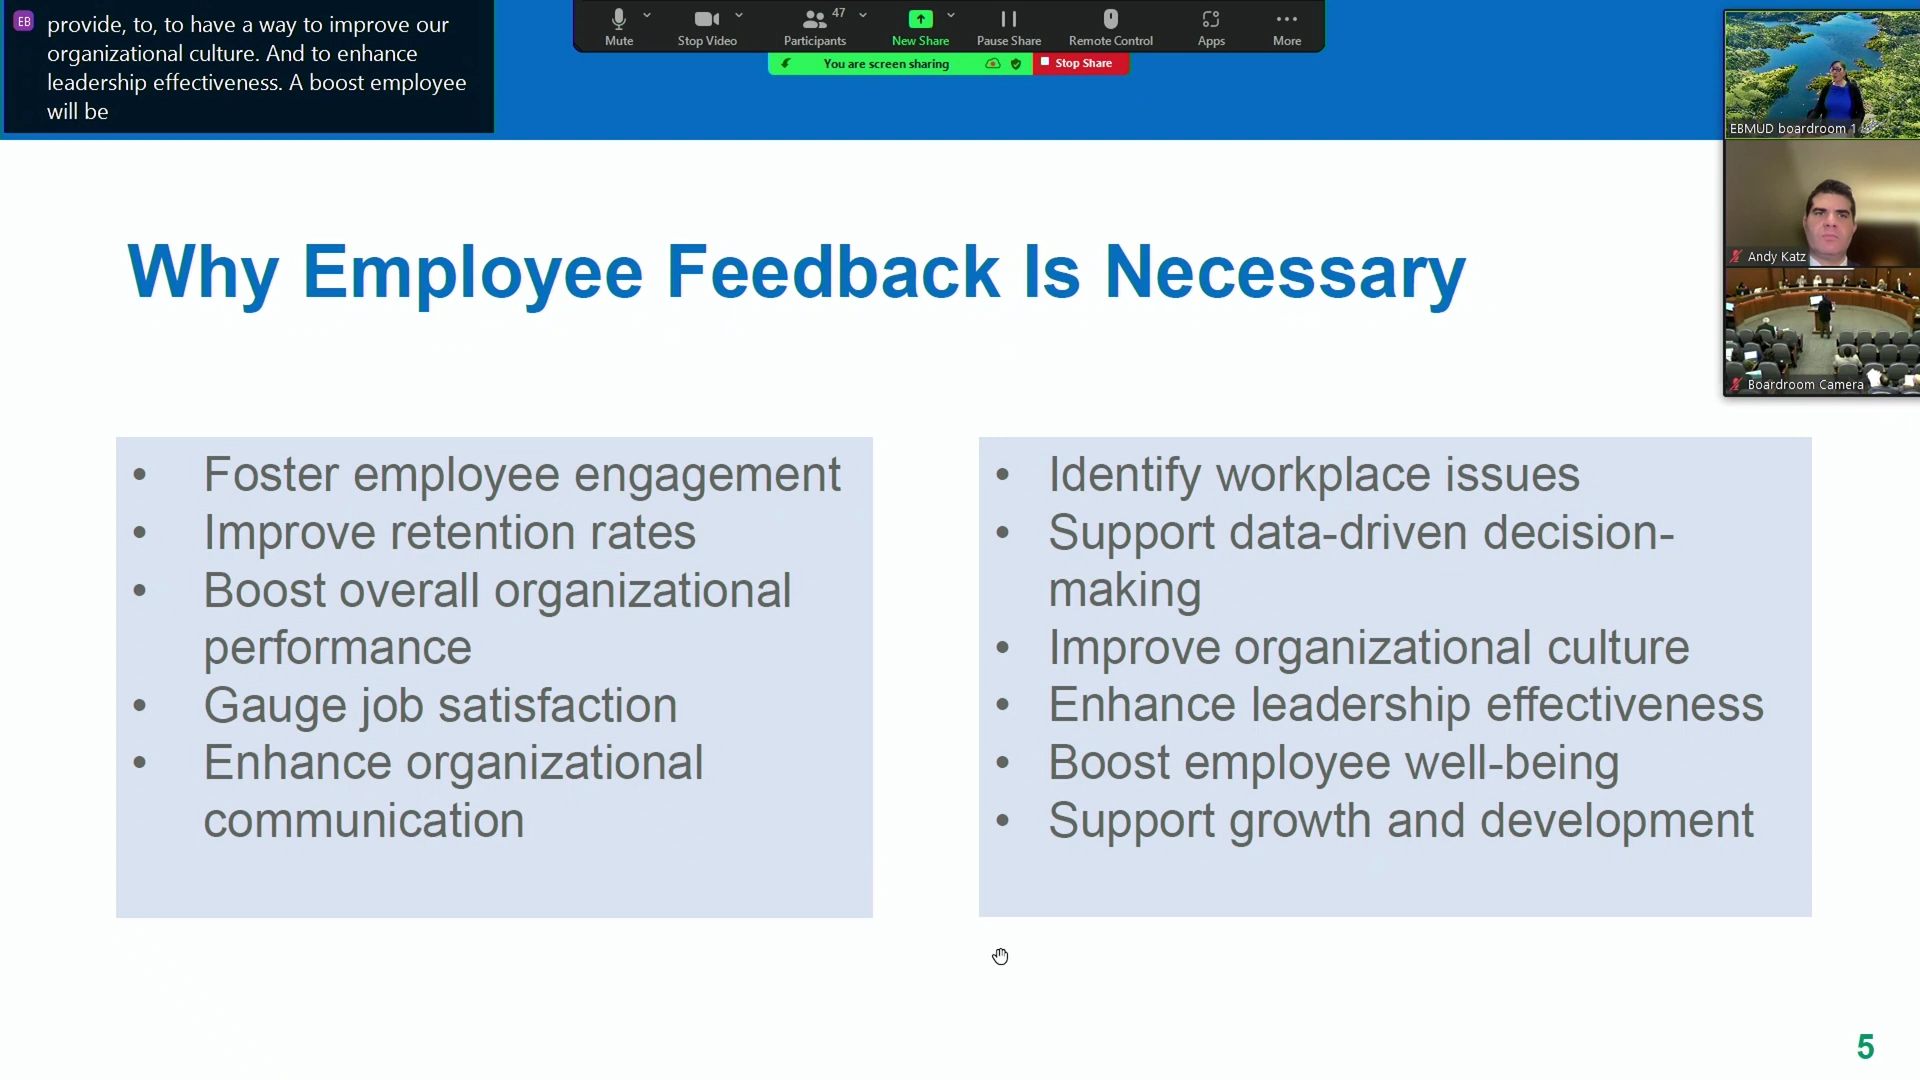 EB
provide, to, to have a way to improve our
organizational culture. And to enhance
leadership effectiveness. A boost employee
will be
47
Mute
Stop Video
Participants
New Share
Pause Share
Remote Control
Apps
More
You are screen sharing
Stop Share
EBMUD boardroom 1
Andy Katz
Boardroom Camera
Why Employee Feedback Is Necessary
• Foster employee engagement
• Improve retention rates
• Boost overall organizational
performance
• Gauge job satisfaction
• Enhance organizational
communication
• Identify workplace issues
• Support data-driven decision-
making
• Improve organizational culture
• Enhance leadership effectiveness
• Boost employee well-being
• Support growth and development
5